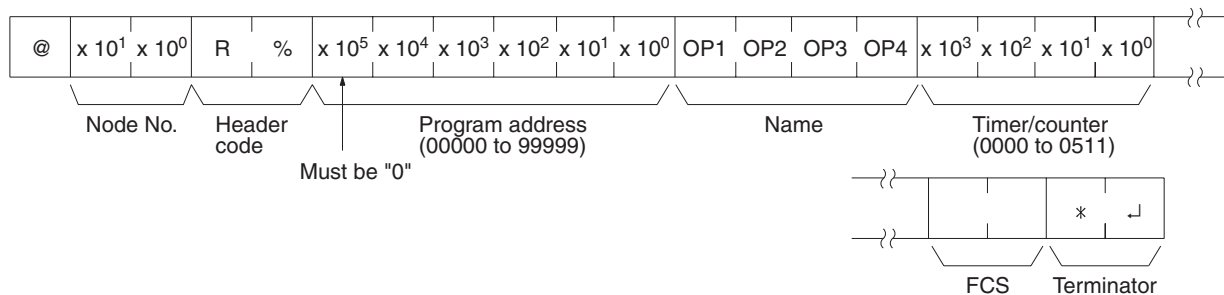 @ x 10¹ x 10⁰ R % x 10⁵ x 10⁴ x 10³ x 10² x 10¹ x 10⁰ OP1 OP2 OP3 OP4 x 10³ x 10² x 10¹ x 10⁰
Node No.
Header
code
Program address
(00000 to 99999)
Name
Timer/counter
(0000 to 0511)
Must be "0"
* ↵
FCS
Terminator